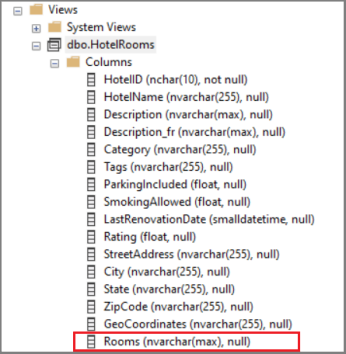 Views
System Views
dbo.HotelRooms
Columns
HotelID (nchar(10), not null)
HotelName (nvarchar(255), null)
Description (nvarchar(max), null)
Description_fr (nvarchar(max), null)
Category (nvarchar(255), null)
Tags (nvarchar(255), null)
ParkingIncluded (float, null)
SmokingAllowed (float, null)
LastRenovationDate (smalldatetime, null)
Rating (float, null)
StreetAddress (nvarchar(255), null)
City (nvarchar(255), null)
State (nvarchar(255), null)
ZipCode (nvarchar(255), null)
GeoCoordinates (nvarchar(255), null)
Rooms (nvarchar(max), null)